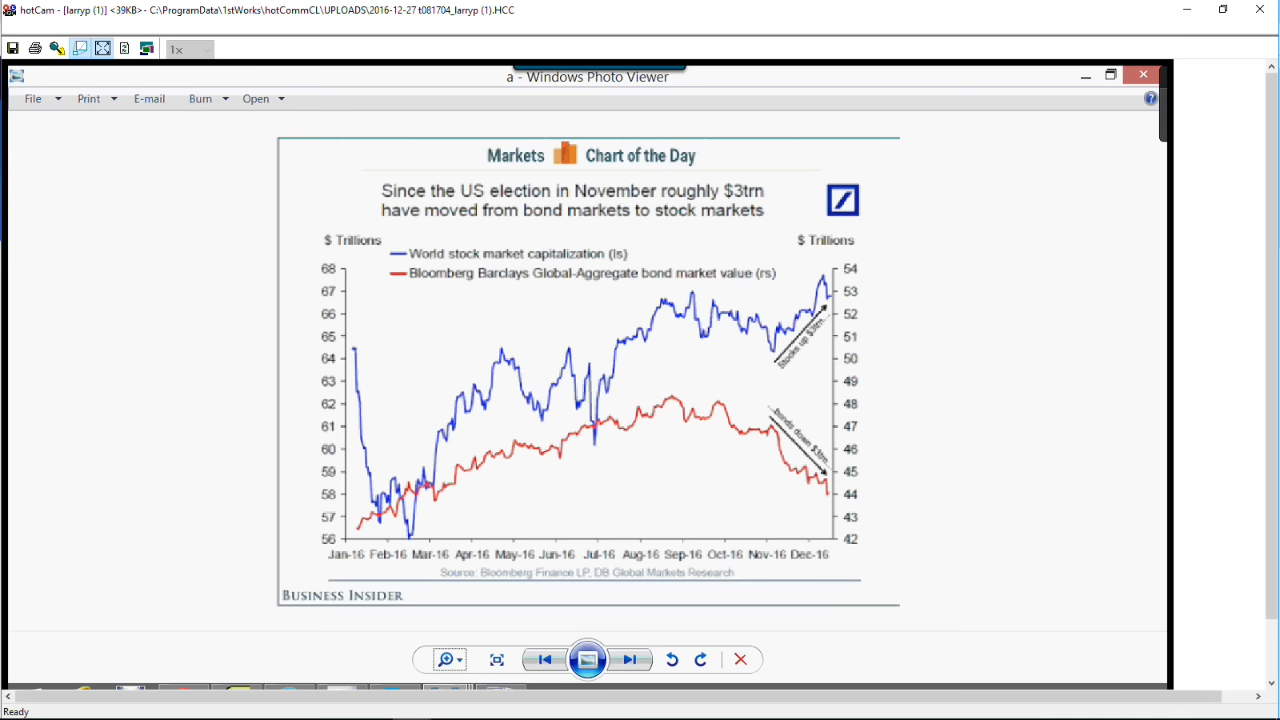 hotCam - [larryp (1)] <39KB> - C:\ProgramData\1stWorks\hotCommCL\UPLOADS\2016-12-27 t081704_larryp (1).HCC
1x
a - Windows Photo Viewer
File Print E-mail Burn Open
Markets Chart of the Day
Since the US election in November roughly $3trn
have moved from bond markets to stock markets
$ Trillions $ Trillions
World stock market capitalization (ls)
Bloomberg Barclays Global-Aggregate bond market value (rs)
68 54
67 53
66 52
65 51
64 50
63 49
62 48
61 47
60 46
59 45
58 44
57 43
56 42
Stocks up $3trn...
...bonds down $3trn...
Jan-16 Feb-16 Mar-16 Apr-16 May-16 Jun-16 Jul-16 Aug-16 Sep-16 Oct-16 Nov-16 Dec-16
Source: Bloomberg Finance LP, DB Global Markets Research
BUSINESS INSIDER
Ready